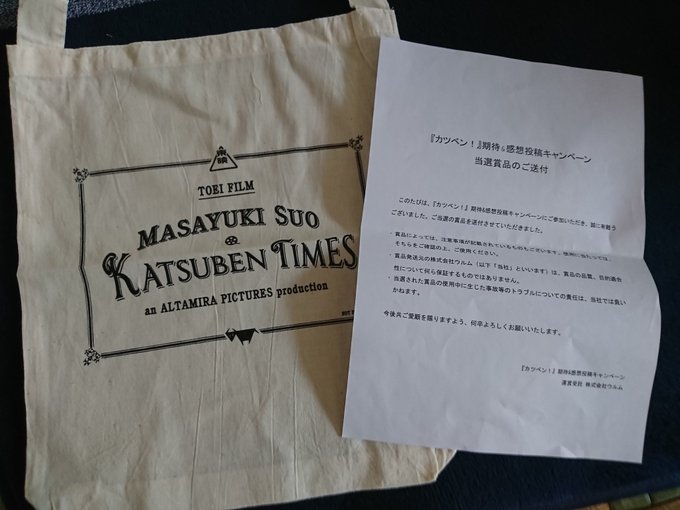 東映
TOEI FILM
MASAYUKI SUO
KATSUBEN TIMES
an ALTAMIRA PICTURES production
NOT
『カツベン！』期待&感想投稿キャンペーン
当選賞品のご送付
このたびは、『カツベン！』期待&感想投稿キャンペーンにご参加いただき、誠に有難う
ございました。ご当選の賞品を送付させていただきました。
・賞品によっては、注意事項が記載されているものもございます。使用に当たっては、
そちらをご確認の上、ご使用ください。
・賞品発送元の株式会社ウルム（以下「当社」といいます）は、賞品の品質、目的適合
性について何ら保証するものではありません。
・当選された賞品の使用中に生じた事故等のトラブルについての責任は、当社では負い
かねます。
今後共ご愛顧を賜りますよう、何卒よろしくお願いいたします。
『カツベン！』期待&感想投稿キャンペーン
運営受託 株式会社ウルム